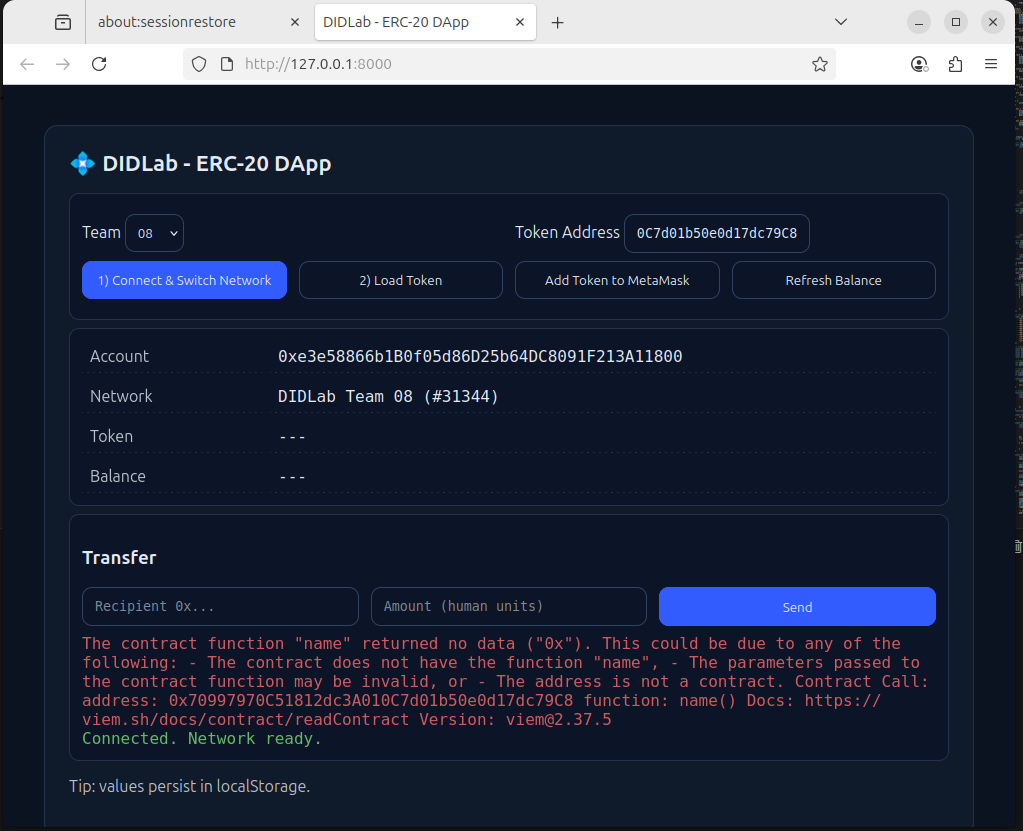 about:sessionrestore
DIDLab - ERC-20 DApp
http://127.0.0.1:8000
DIDLab - ERC-20 DApp
Team 08 Token Address 0C7d01b50e0d17dc79C8
1) Connect & Switch Network 2) Load Token Add Token to MetaMask Refresh Balance
Account 0xe3e58866b1B0f05d86D25b64DC8091F213A11800
Network DIDLab Team 08 (#31344)
Token ---
Balance ---
Transfer
Recipient 0x... Amount (human units) Send
The contract function "name" returned no data ("0x"). This could be due to any of the
following: - The contract does not have the function "name", - The parameters passed to
the contract function may be invalid, or - The address is not a contract. Contract Call:
address: 0x70997970C51812dc3A010C7d01b50e0d17dc79C8 function: name() Docs: https://
viem.sh/docs/contract/readContract Version: viem@2.37.5
Connected. Network ready.
Tip: values persist in localStorage.